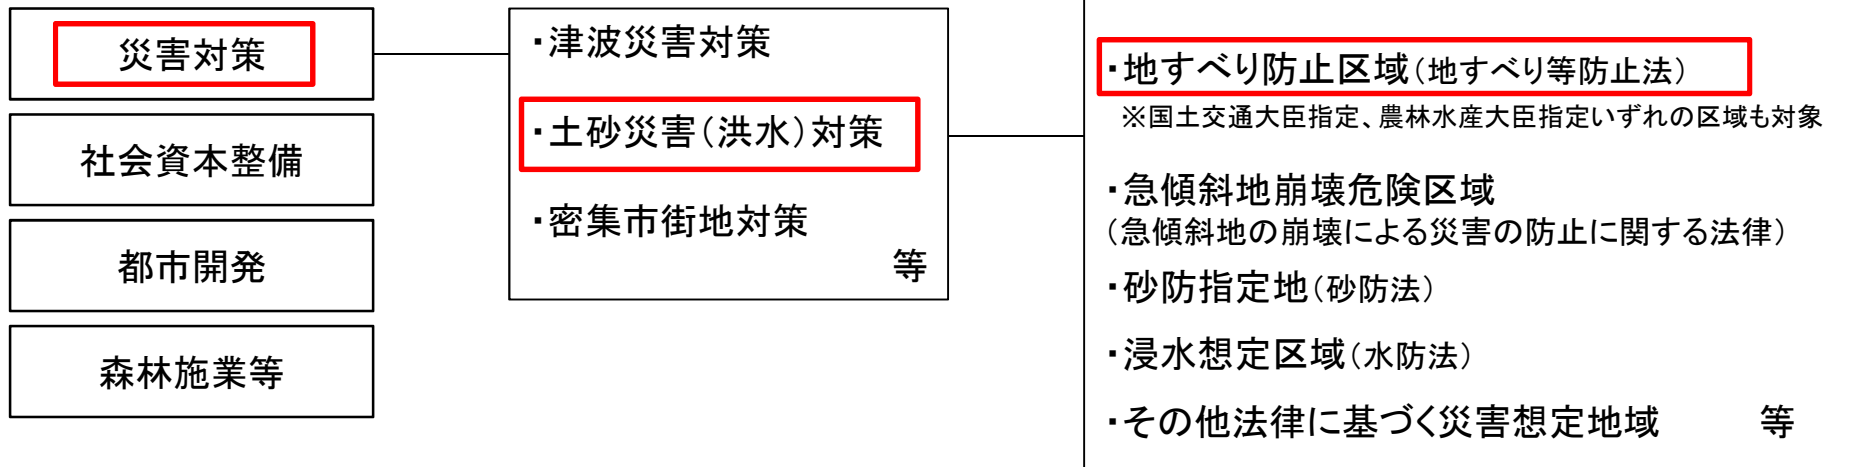 災害対策
社会資本整備
都市開発
森林施業等
・津波災害対策
・土砂災害(洪水)対策
・密集市街地対策
等
・地すべり防止区域(地すべり等防止法)
※国土交通大臣指定、農林水産大臣指定いずれの区域も対象
・急傾斜地崩壊危険区域
(急傾斜地の崩壊による災害の防止に関する法律)
・砂防指定地(砂防法)
・浸水想定区域(水防法)
・その他法律に基づく災害想定地域 等